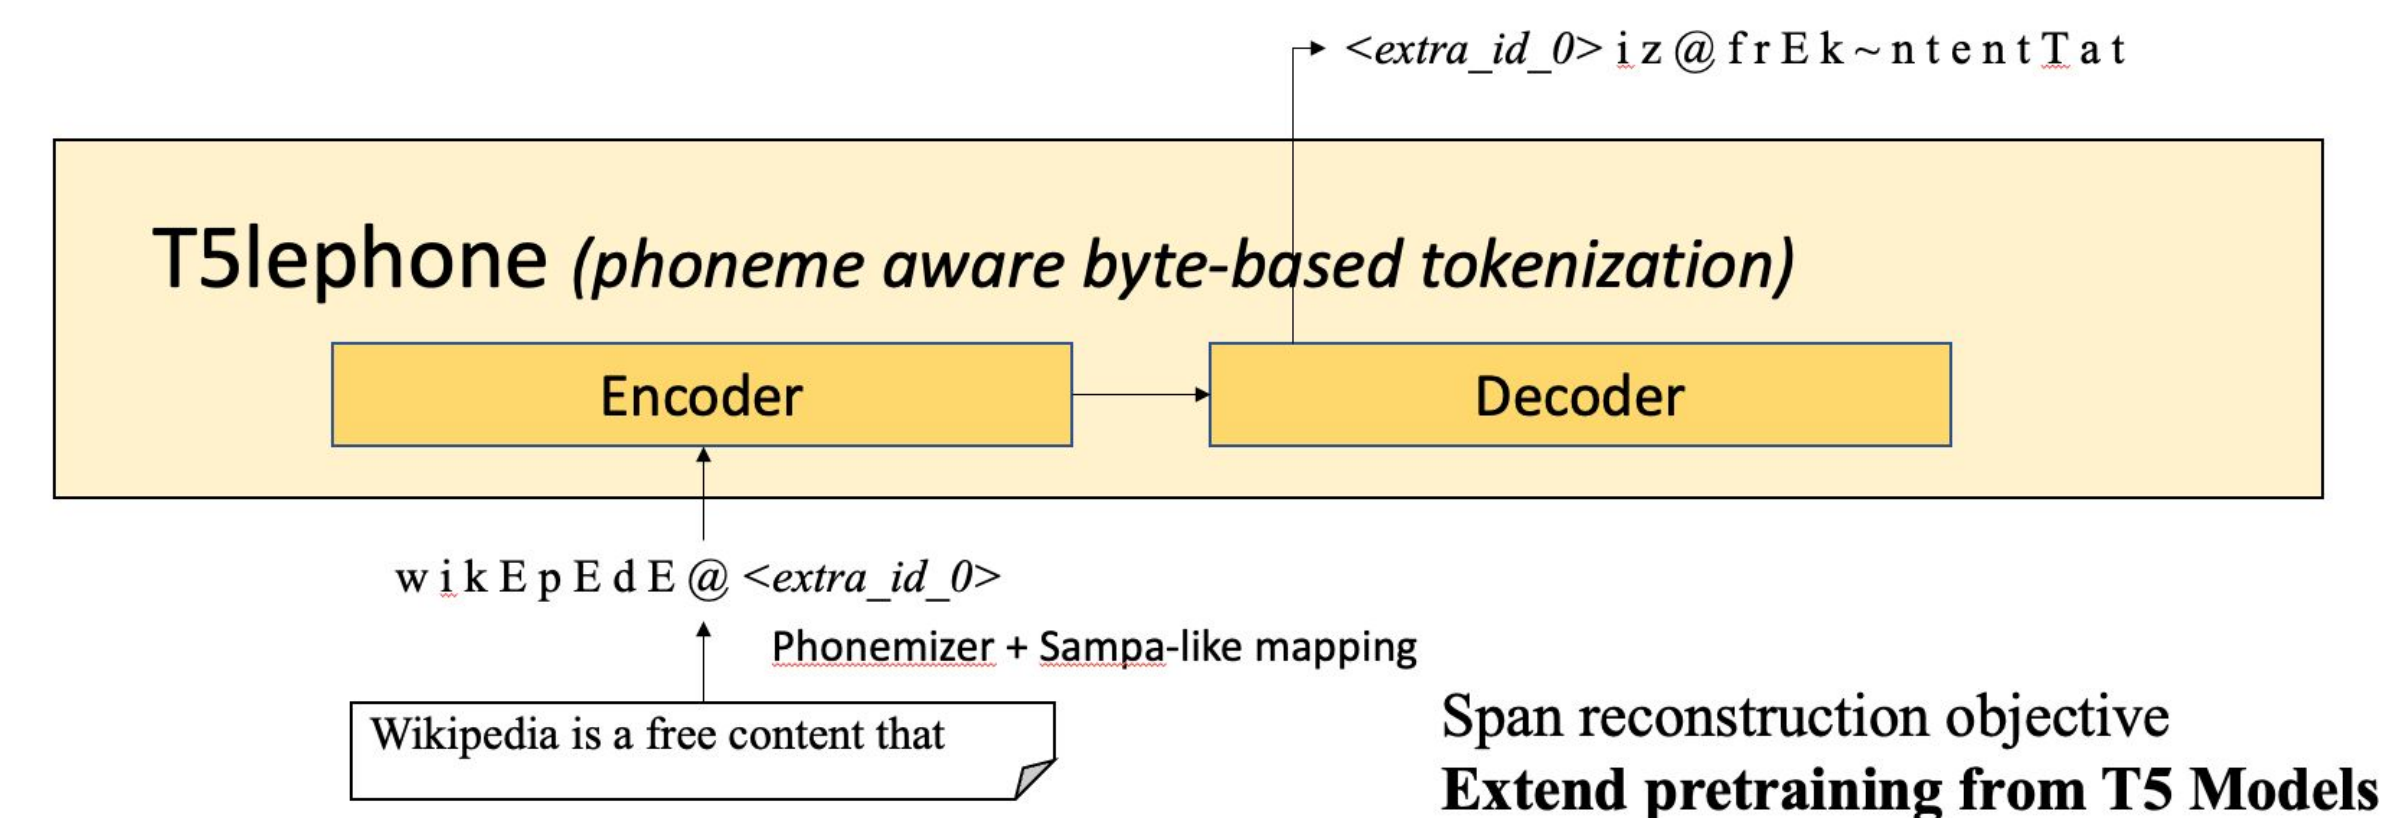 <extra_id_0> i z @ f r E k ~ n t e n t T a t
T5lephone (phoneme aware byte-based tokenization)
Encoder
Decoder
w i k E p E d E @ <extra_id_0>
Phonemizer + Sampa-like mapping
Wikipedia is a free content that
Span reconstruction objective
Extend pretraining from T5 Models